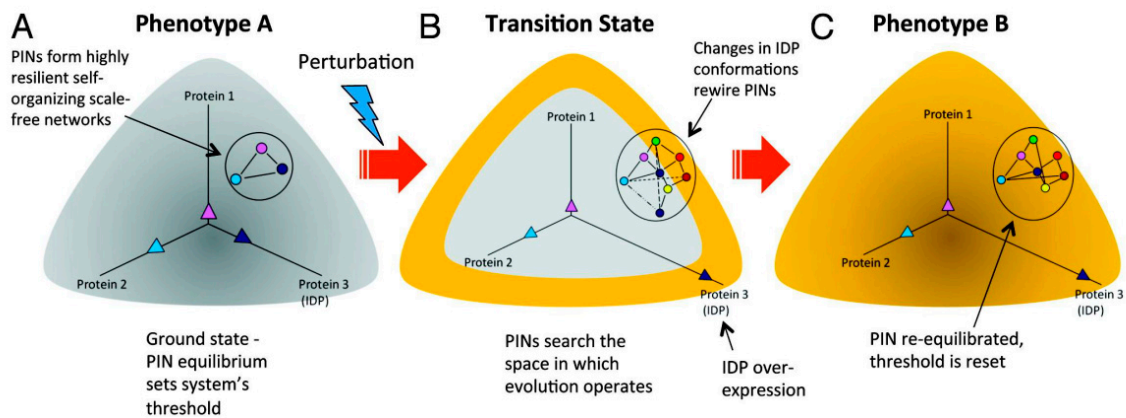 A
Phenotype A
PINs form highly
resilient self-
organizing scale-
free networks
Protein 1
Protein 2
Protein 3
(IDP)
Ground state -
PIN equilibrium
sets system's
threshold
Perturbation
B
Transition State
Changes in IDP
conformations
rewire PINs
Protein 1
Protein 2
Protein 3
(IDP)
PINs search the
space in which
evolution operates
IDP over-
expression
C
Phenotype B
Protein 1
Protein 2
Protein 3
(IDP)
PIN re-equilibrated,
threshold is reset